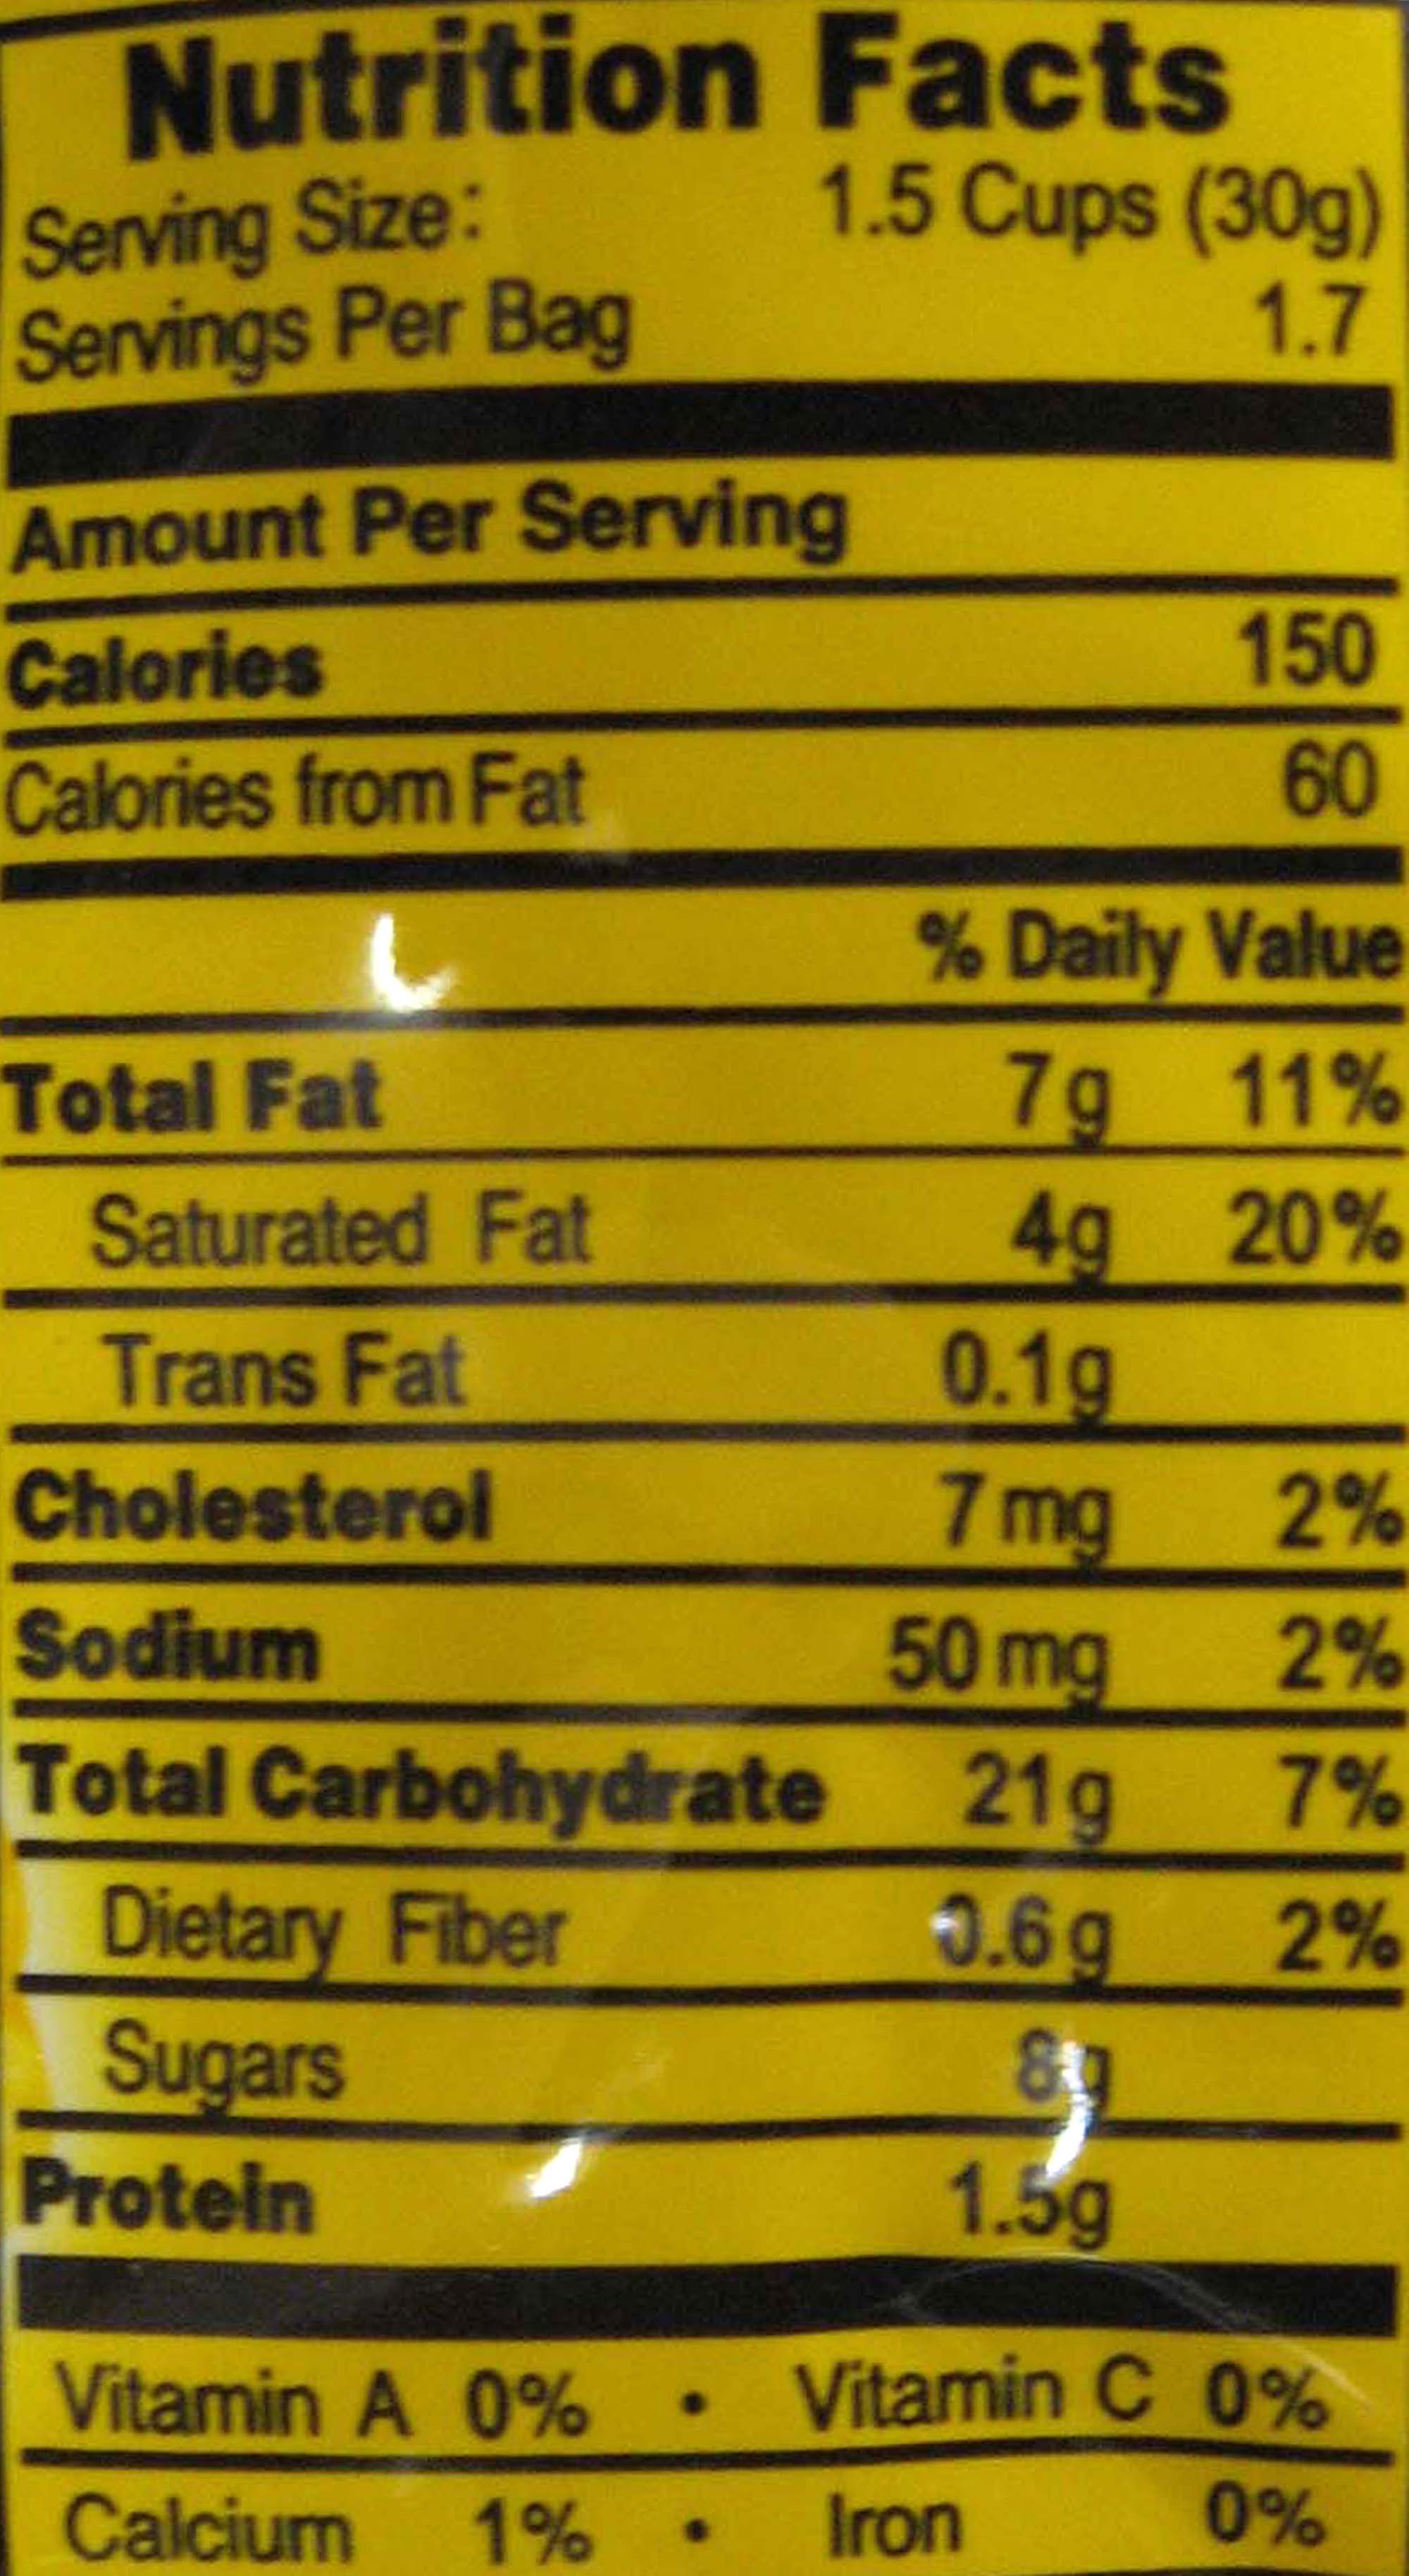 Nutrition Facts
Serving Size: 1.5 Cups (30g)
Servings Per Bag 1.7
Amount Per Serving
Calories 150
Calories from Fat 60
% Daily Value
Total Fat 7g 11%
Saturated Fat 4g 20%
Trans Fat 0.1g
Cholesterol 7mg 2%
Sodium 50mg 2%
Total Carbohydrate 21g 7%
Dietary Fiber 0.6g 2%
Sugars 8g
Protein 1.5g
Vitamin A 0% • Vitamin C 0%
Calcium 1% • Iron 0%